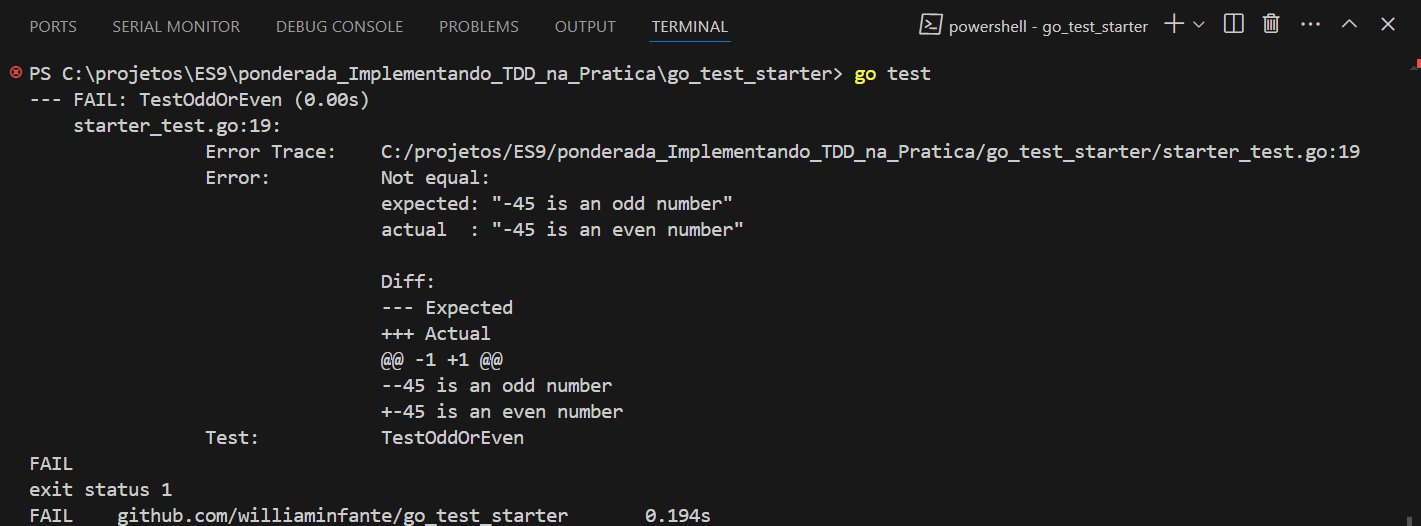 PORTS SERIAL MONITOR DEBUG CONSOLE PROBLEMS OUTPUT TERMINAL powershell - go_test_starter
PS C:\projetos\ES9\ponderada_Implementando_TDD_na_Pratica\go_test_starter> go test
--- FAIL: TestOddOrEven (0.00s)
    starter_test.go:19:
                Error Trace:    C:/projetos/ES9/ponderada_Implementando_TDD_na_Pratica/go_test_starter/starter_test.go:19
                Error:          Not equal:
                                expected: "-45 is an odd number"
                                actual  : "-45 is an even number"
                                Diff:
                                --- Expected
                                +++ Actual
                                @@ -1 +1 @@
                                --45 is an odd number
                                +-45 is an even number
                Test:           TestOddOrEven
FAIL
exit status 1
FAIL    github.com/williaminfante/go_test_starter       0.194s